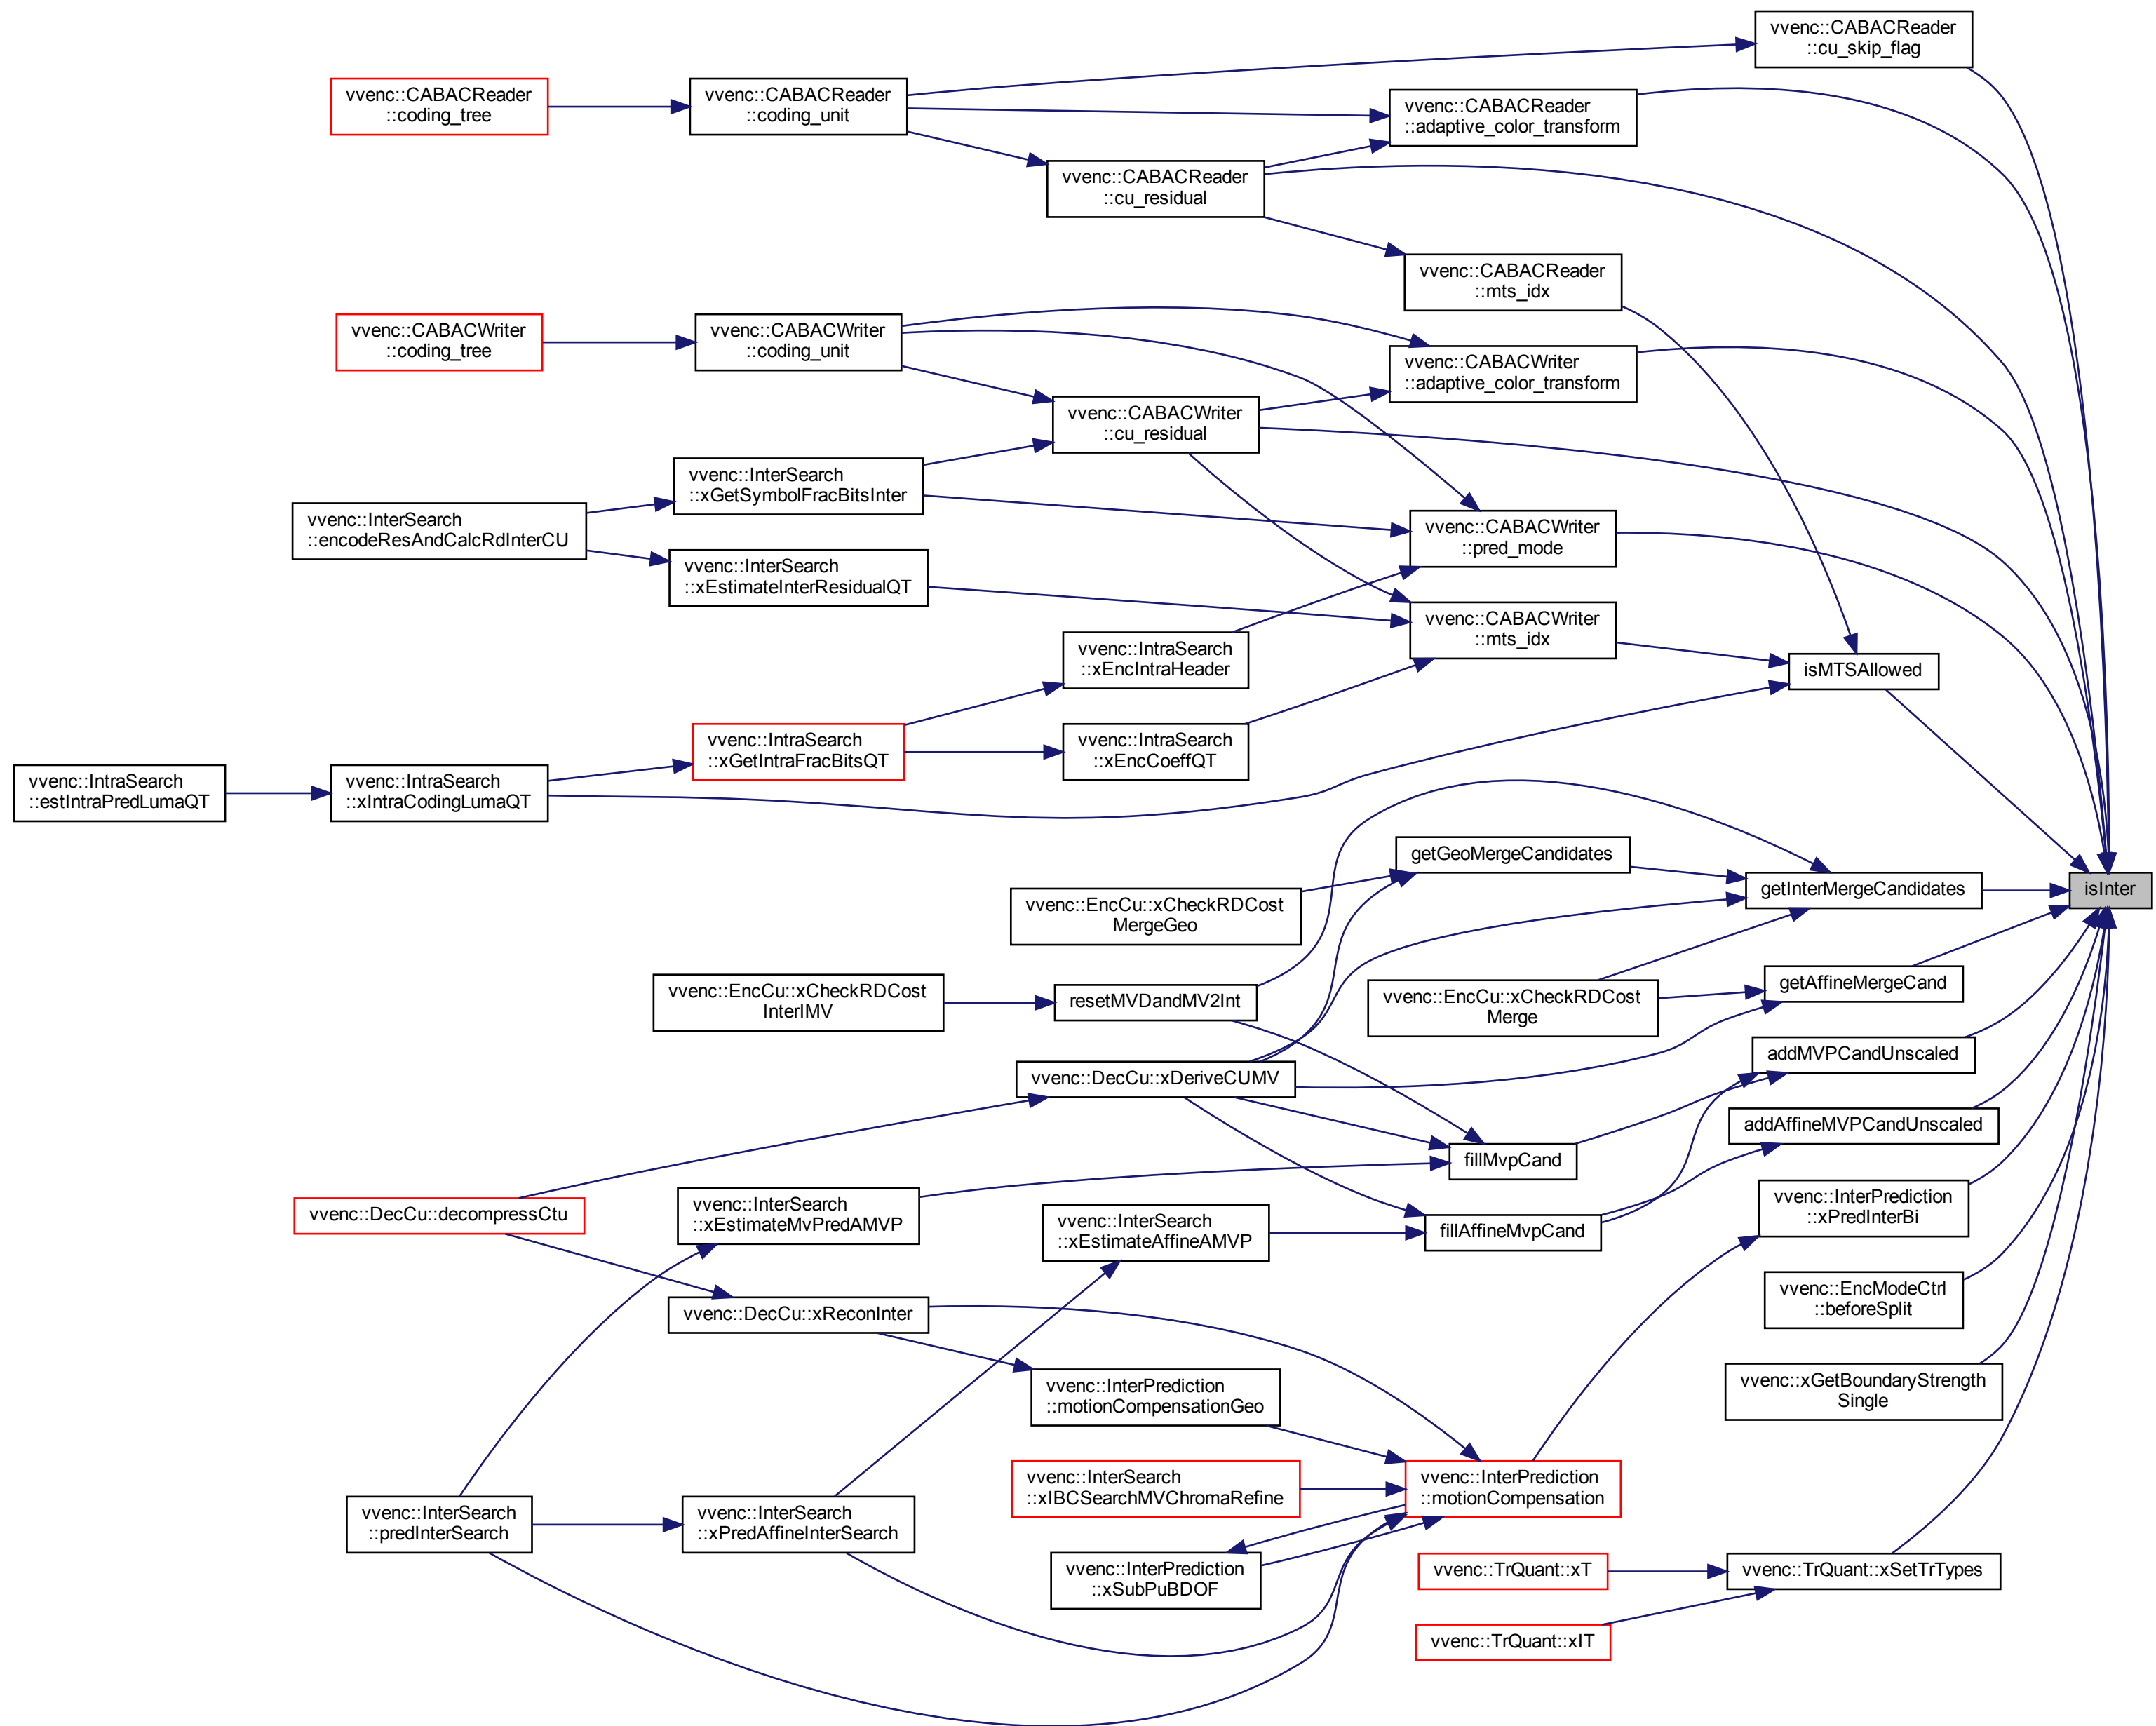 vvenc::CABACReader
::cu_skip_flag
vvenc::CABACReader
::coding_tree
vvenc::CABACReader
::coding_unit
vvenc::CABACReader
::adaptive_color_transform
vvenc::CABACReader
::cu_residual
vvenc::CABACReader
::mts_idx
vvenc::CABACWriter
::coding_tree
vvenc::CABACWriter
::coding_unit
vvenc::CABACWriter
::adaptive_color_transform
vvenc::CABACWriter
::cu_residual
vvenc::InterSearch
::xGetSymbolFracBitsInter
vvenc::InterSearch
::encodeResAndCalcRdInterCU
vvenc::CABACWriter
::pred_mode
vvenc::InterSearch
::xEstimateInterResidualQT
vvenc::CABACWriter
::mts_idx
vvenc::IntraSearch
::xEncIntraHeader
isMTSAllowed
vvenc::IntraSearch
::xGetIntraFracBitsQT
vvenc::IntraSearch
::xEncCoeffQT
vvenc::IntraSearch
::estIntraPredLumaQT
vvenc::IntraSearch
::xIntraCodingLumaQT
getGeoMergeCandidates
getInterMergeCandidates
isInter
vvenc::EncCu::xCheckRDCost
MergeGeo
vvenc::EncCu::xCheckRDCost
InterIMV
resetMVDandMV2Int
vvenc::EncCu::xCheckRDCost
Merge
getAffineMergeCand
addMVPCandUnscaled
vvenc::DecCu::xDeriveCUMV
addAffineMVPCandUnscaled
fillMvpCand
vvenc::DecCu::decompressCtu
vvenc::InterSearch
::xEstimateMvPredAMVP
vvenc::InterSearch
::xEstimateAffineAMVP
fillAffineMvpCand
vvenc::InterPrediction
::xPredInterBi
vvenc::DecCu::xReconInter
vvenc::EncModeCtrl
::beforeSplit
vvenc::InterPrediction
::motionCompensationGeo
vvenc::xGetBoundaryStrength
Single
vvenc::InterSearch
::xIBCSearchMVChromaRefine
vvenc::InterPrediction
::motionCompensation
vvenc::InterSearch
::predInterSearch
vvenc::InterSearch
::xPredAffineInterSearch
vvenc::InterPrediction
::xSubPuBDOF
vvenc::TrQuant::xT
vvenc::TrQuant::xSetTrTypes
vvenc::TrQuant::xIT